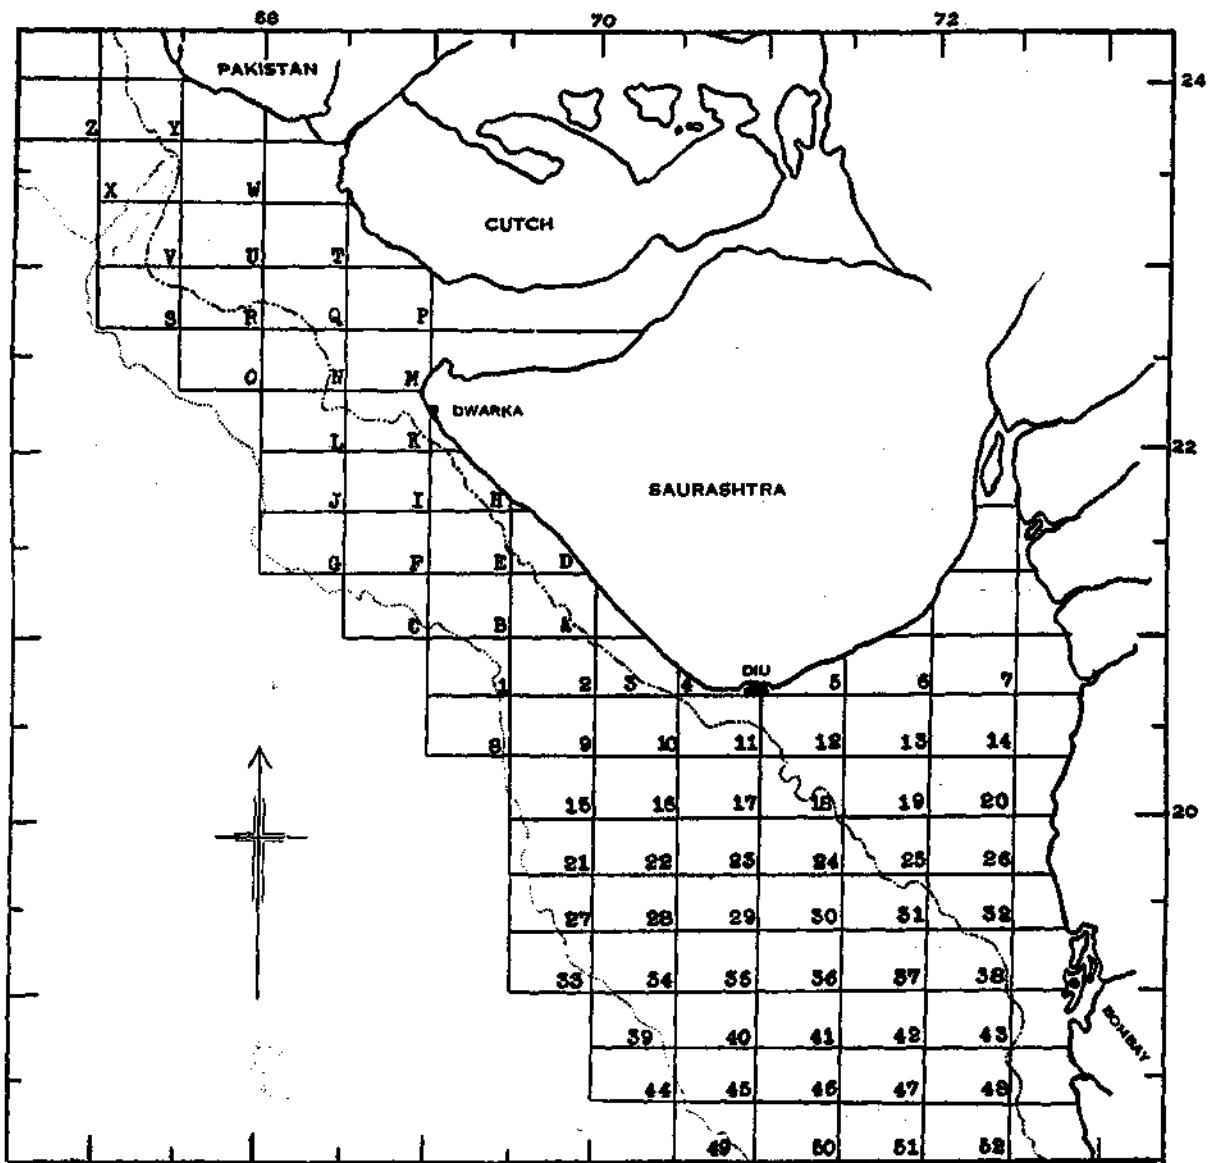 68 70 72
PAKISTAN
24
Z Y
X W
CUTCH
V U T
S R Q P
O N M
DWARKA
L K
22
SAURASHTRA
J I H
G F E D
C B A
DIU
1 2 3 4 5 6 7
8 9 10 11 12 13 14
15 16 17 18 19 20
20
21 22 23 24 25 26
27 28 29 30 31 32
33 34 35 36 37 38
BOMBAY
39 40 41 42 43
44 45 46 47 48
49 50 51 52